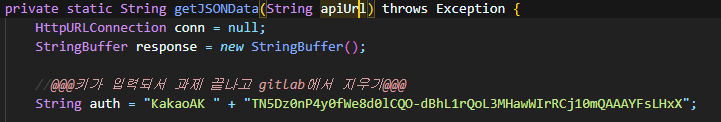 private static String getJSONData(String apiUrl) throws Exception {
HttpURLConnection conn = null;
StringBuffer response = new StringBuffer();
//@@@키가 입력되서 과제 끝나고 gitLab에서 지우기@@@
String auth = "KakaoAK " + "TN5Dz0nP4y0fWe8d0lCQO-dBhL1rQoL3MHawWIrRCj10mQAAAYFsLHxX";